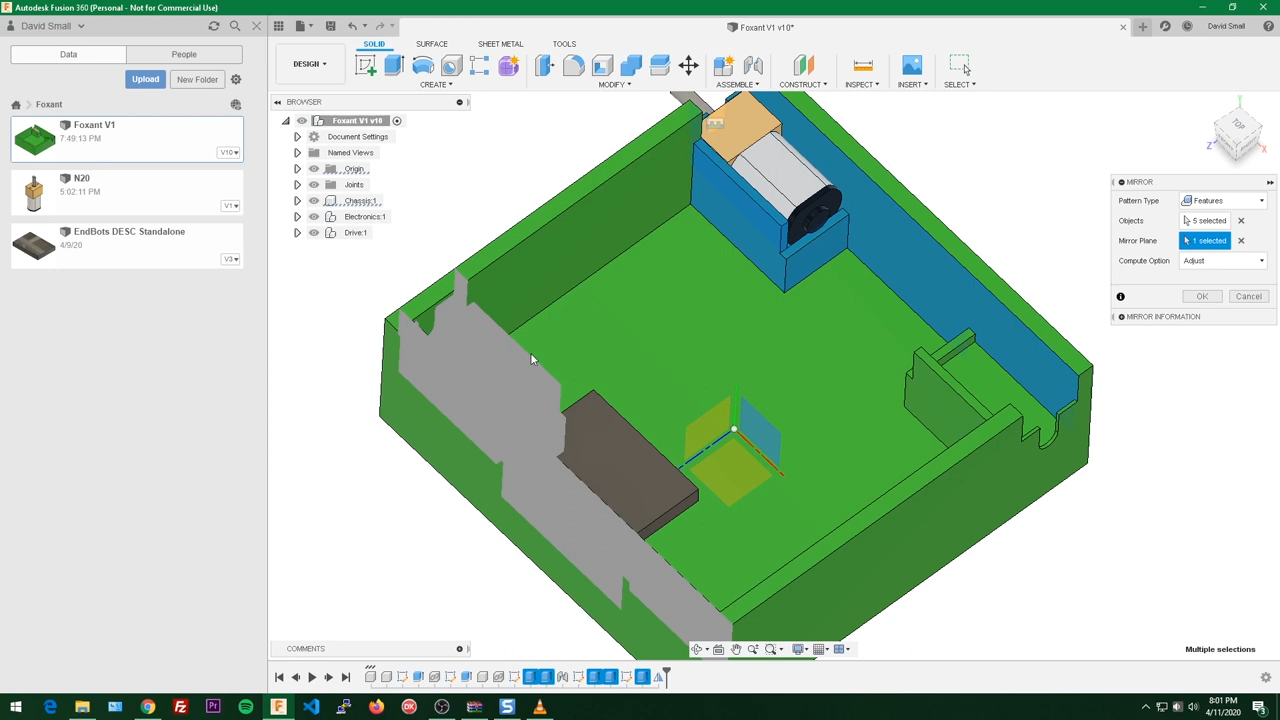 Autodesk Fusion 360 (Personal - Not for Commercial Use)
David Small
Foxant V1 v10*
David Small
Data
People
Upload
New Folder
Foxant
Foxant V1
7:49:13 PM
V10▾
N20
5:02:11 PM
V1▾
EndBots DESC Standalone
4/9/20
V3▾
SOLID
SURFACE
SHEET METAL
TOOLS
DESIGN ▾
CREATE ▾
MODIFY ▾
ASSEMBLE ▾
CONSTRUCT ▾
INSPECT ▾
INSERT ▾
SELECT ▾
BROWSER
Foxant V1 v10
Document Settings
Named Views
Origin
Joints
Chassis:1
Electronics:1
Drive:1
TOP
Z
X
Y
MIRROR
Pattern Type
Features
Objects
5 selected
Mirror Plane
1 selected
Compute Option
Adjust
OK
Cancel
MIRROR INFORMATION
COMMENTS
Multiple selections
8:01 PM
4/11/2020